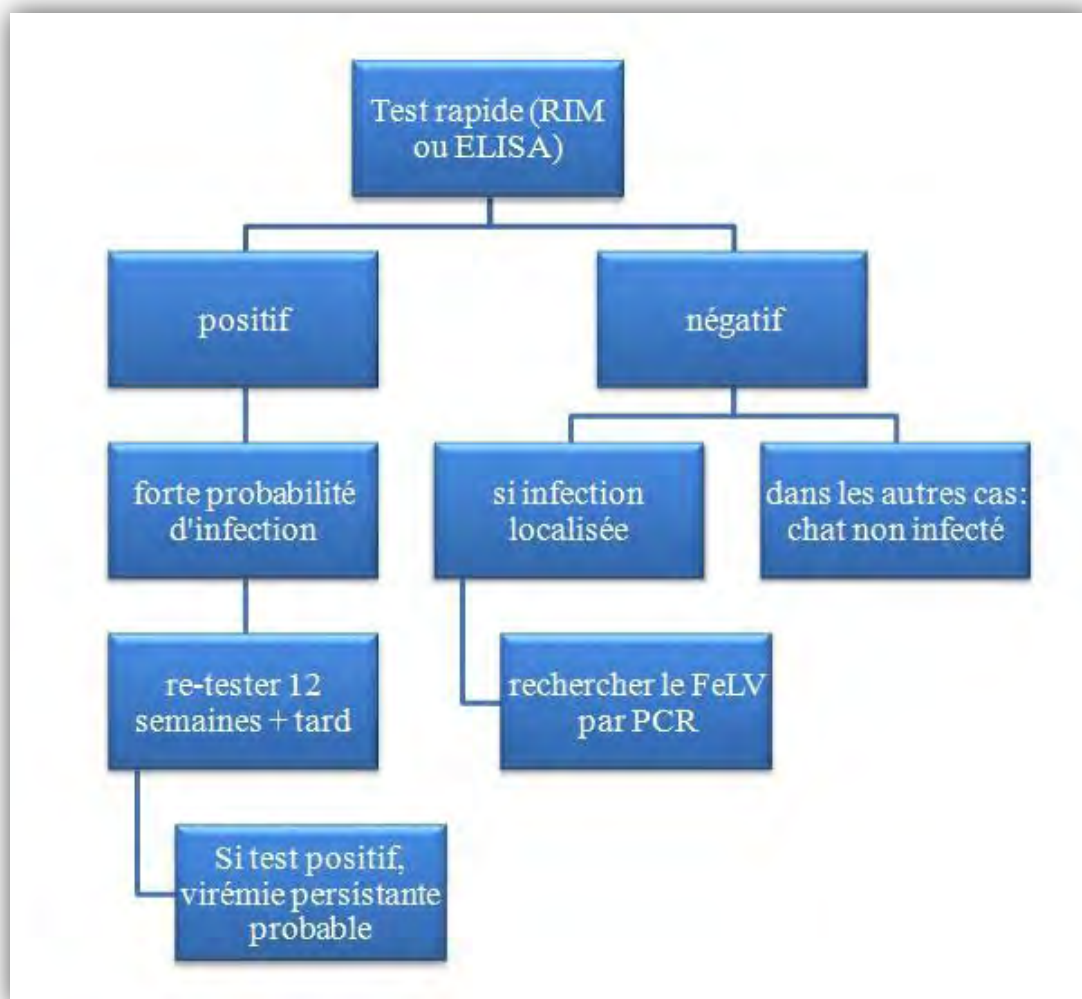 Test rapide (RIM
ou ELISA)
positif
négatif
forte probabilité
d'infection
si infection
localisée
dans les autres cas:
chat non infecté
re-tester 12
semaines + tard
rechercher le FeLV
par PCR
Si test positif,
virémie persistante
probable